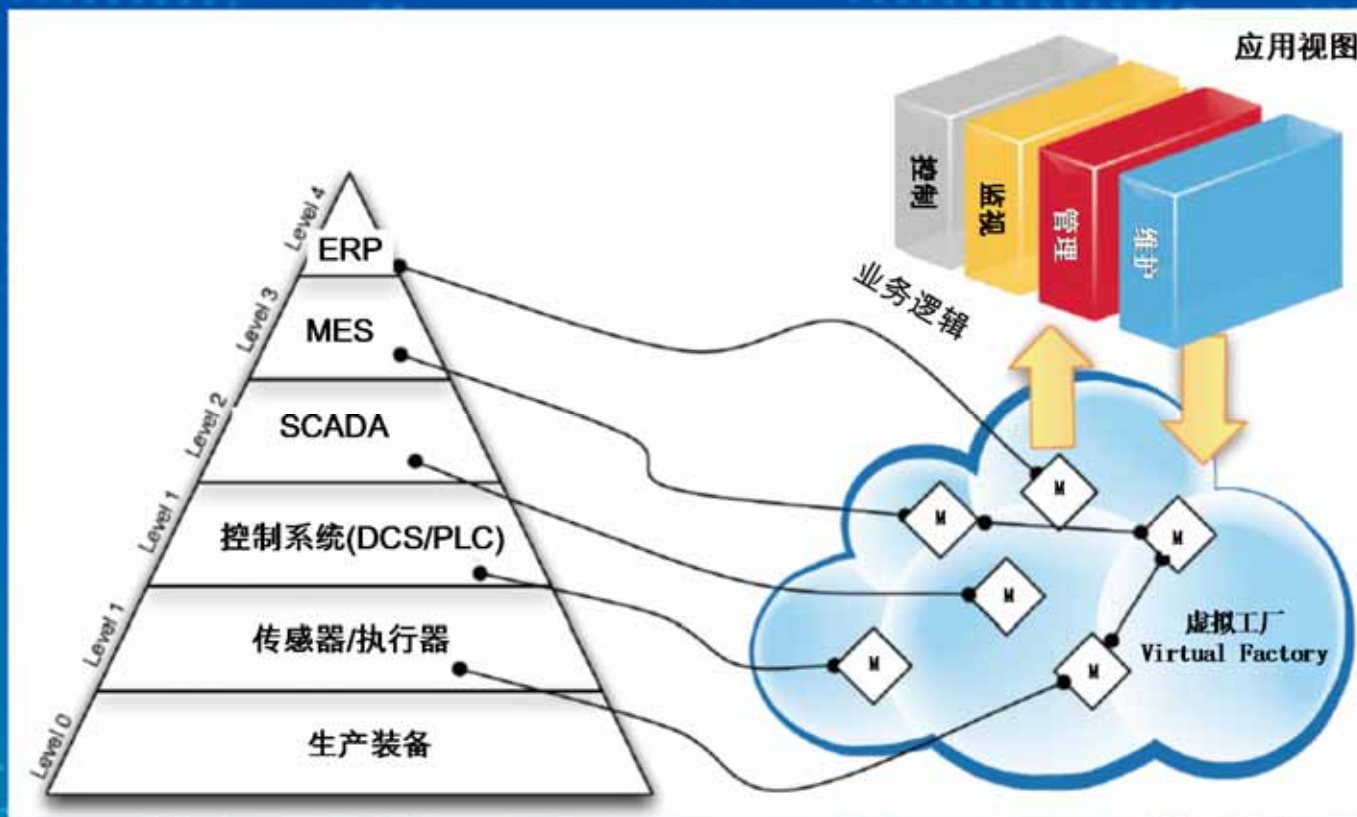 应用视图
控制
监视
管理
维护
业务逻辑
Level 4
ERP
Level 3
MES
Level 2
SCADA
Level 1
控制系统(DCS/PLC)
Level 1
传感器/执行器
Level 0
生产装备
M
M
M
M
M
M
虚拟工厂
Virtual Factory